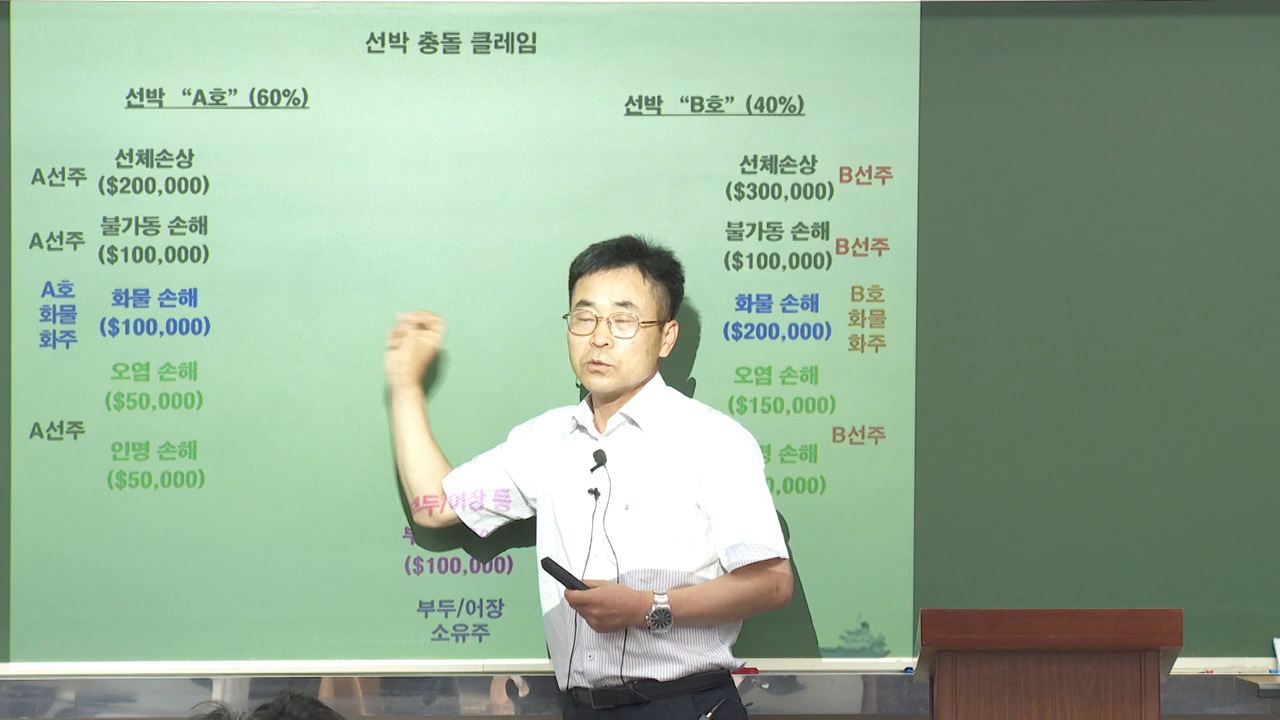 선박 충돌 클레임
선박 “A호” (60%)
선박 “B호” (40%)
A선주
선체손상
($200,000)
선체손상
($300,000)
B선주
A선주
불가동 손해
($100,000)
불가동 손해
($100,000)
B선주
A호
화물
화주
화물 손해
($100,000)
화물 손해
($200,000)
B호
화물
화주
오염 손해
($50,000)
오염 손해
($150,000)
A선주
인명 손해
($50,000)
손해
B선주
등
($100,000)
부두/어장
소유주